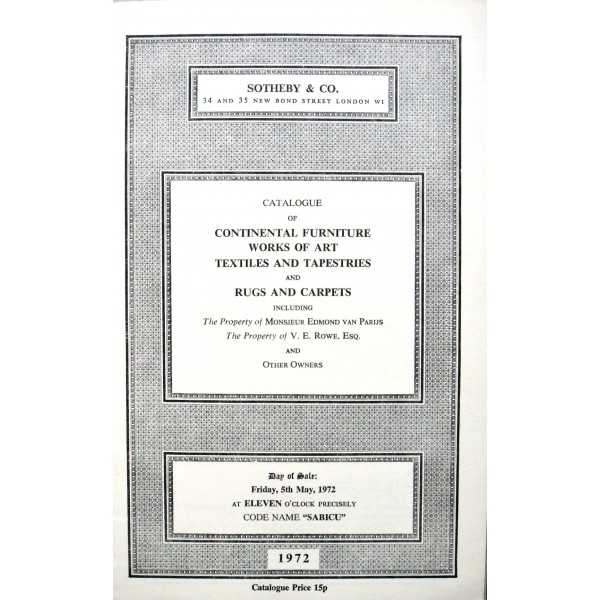 SOTHEBY & CO.
34 AND 35 NEW BOND STREET LONDON W1
CATALOGUE
OF
CONTINENTAL FURNITURE
WORKS OF ART
TEXTILES AND TAPESTRIES
AND
RUGS AND CARPETS
INCLUDING
The Property of MONSIEUR EDMOND VAN PARIJS
The Property of V. E. ROWE, ESQ.
AND
OTHER OWNERS
Day of Sale:
Friday, 5th May, 1972
AT ELEVEN O'CLOCK PRECISELY
CODE NAME "SABICU"
1972
Catalogue Price 15p